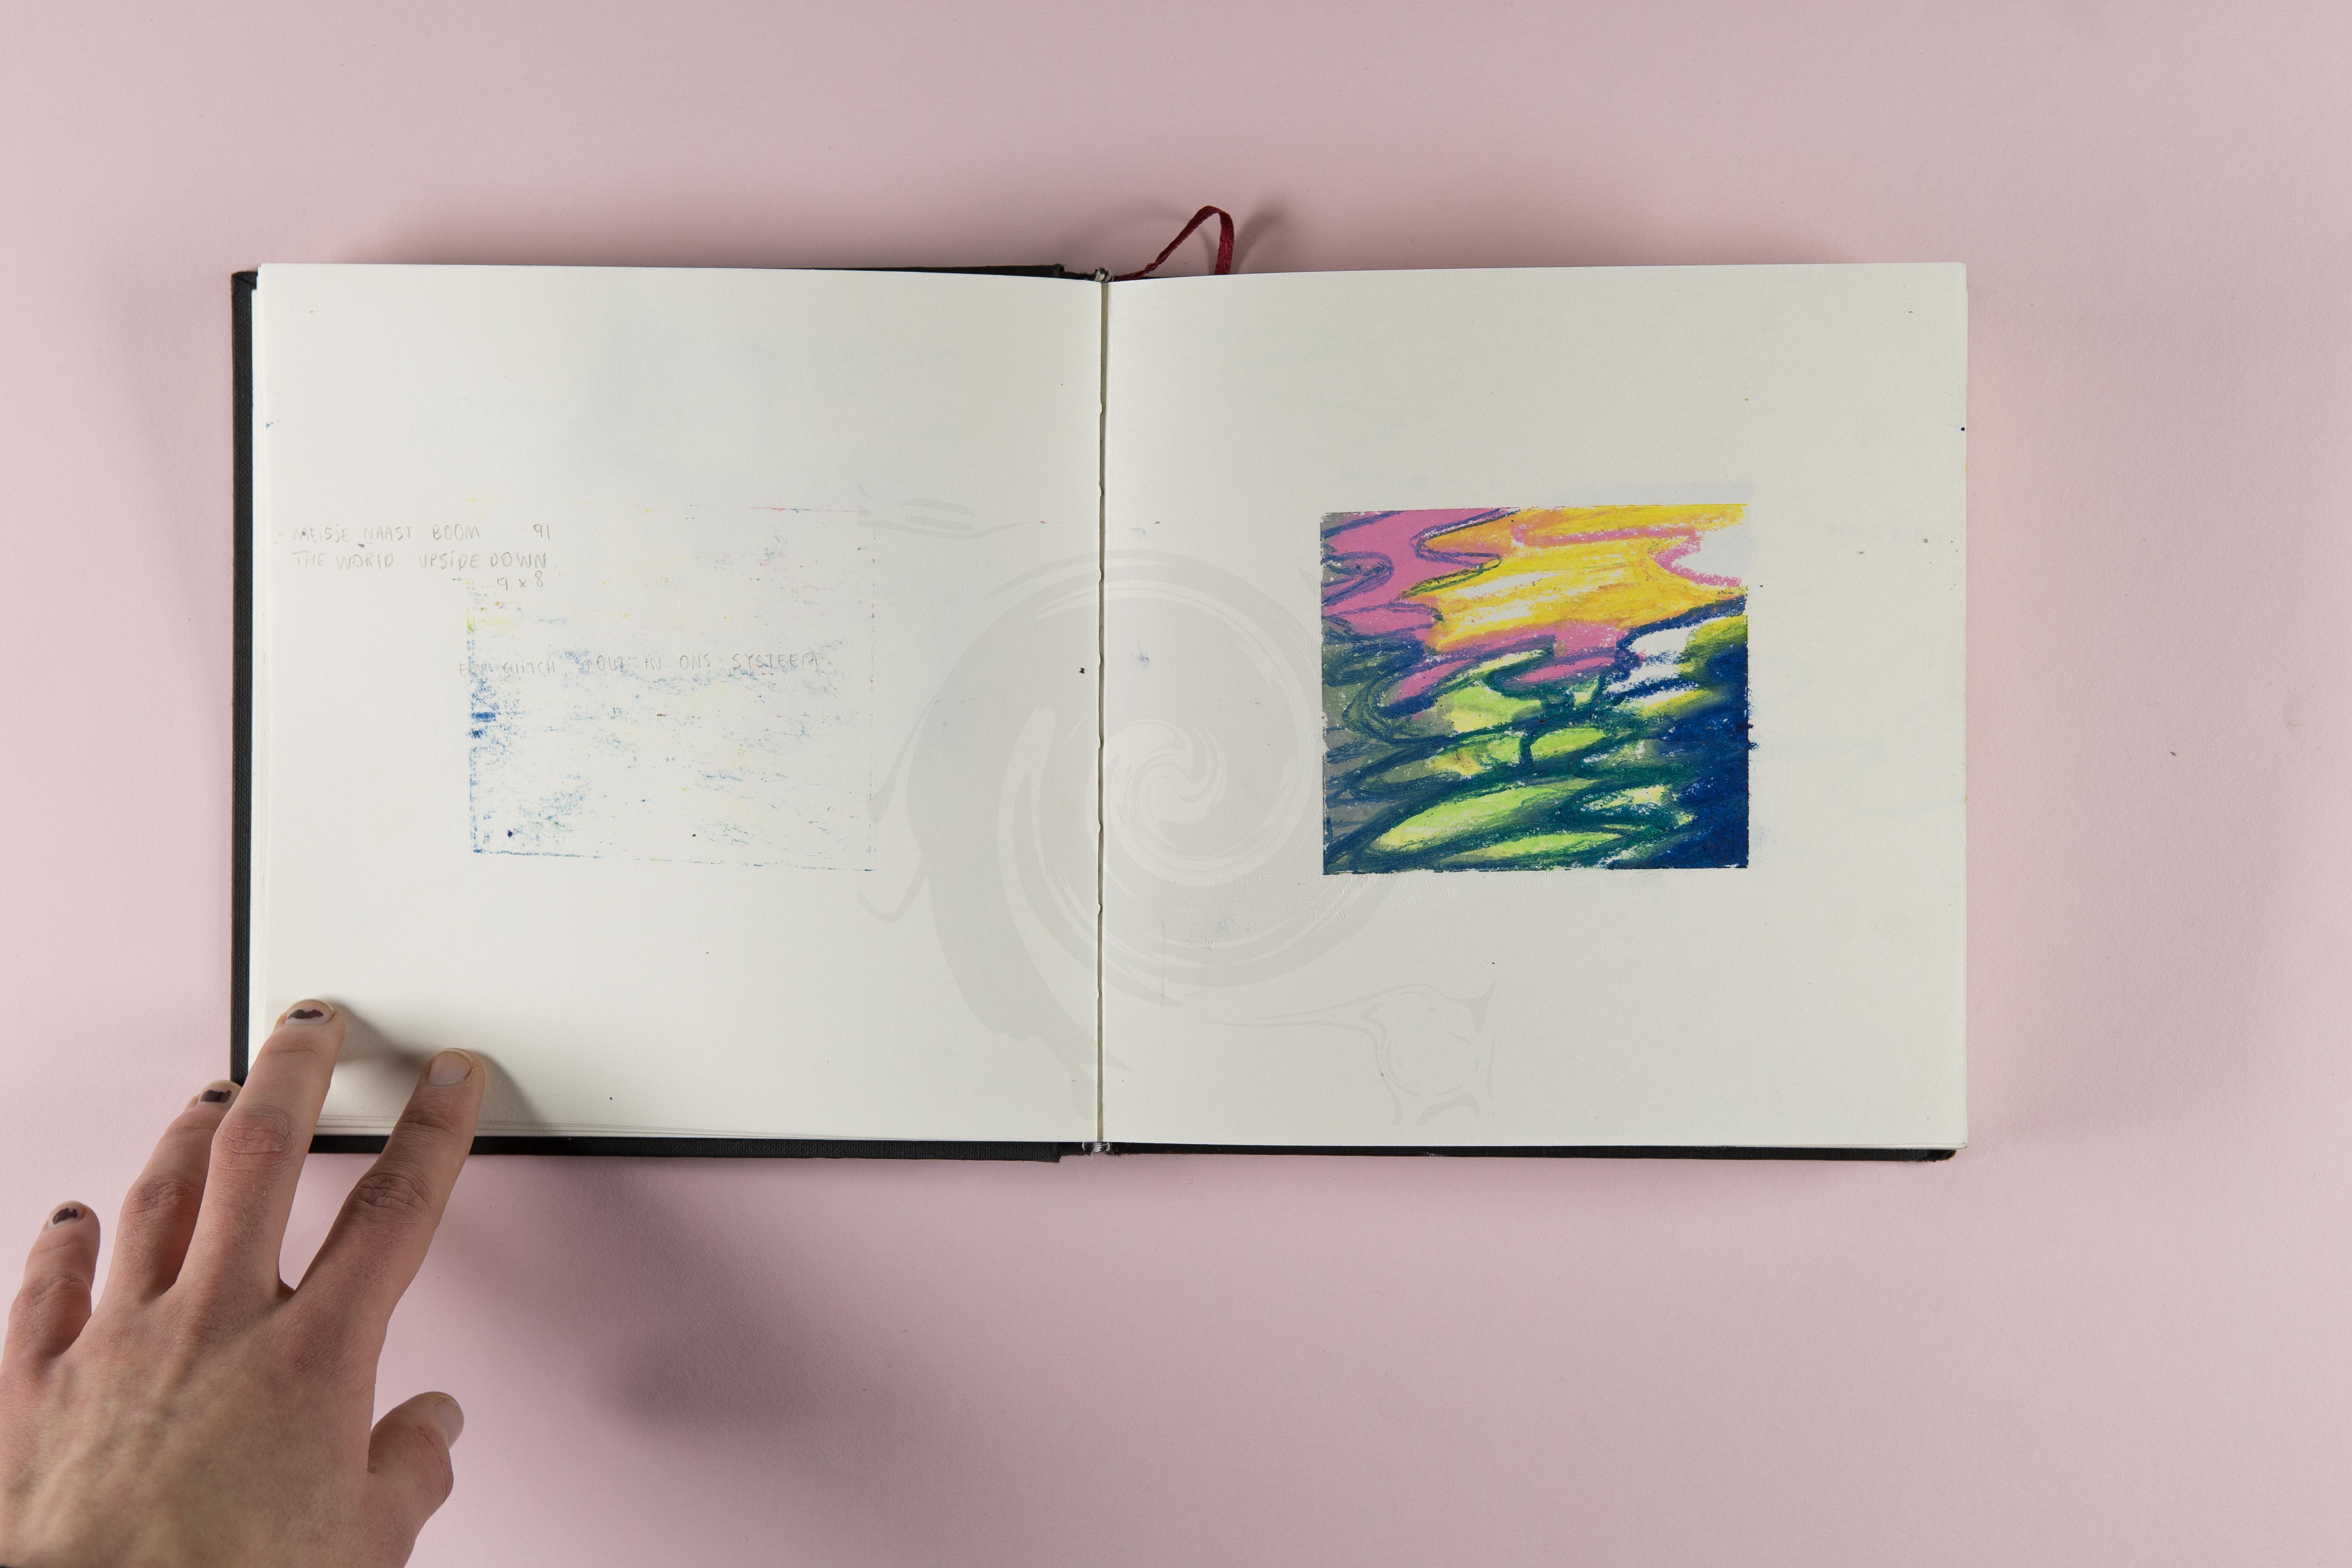 MEISJE NAAST BOOM 91
THE WORLD UPSIDE DOWN
9 x 8
GLITCH FOUT IN ONS SYSTEEM